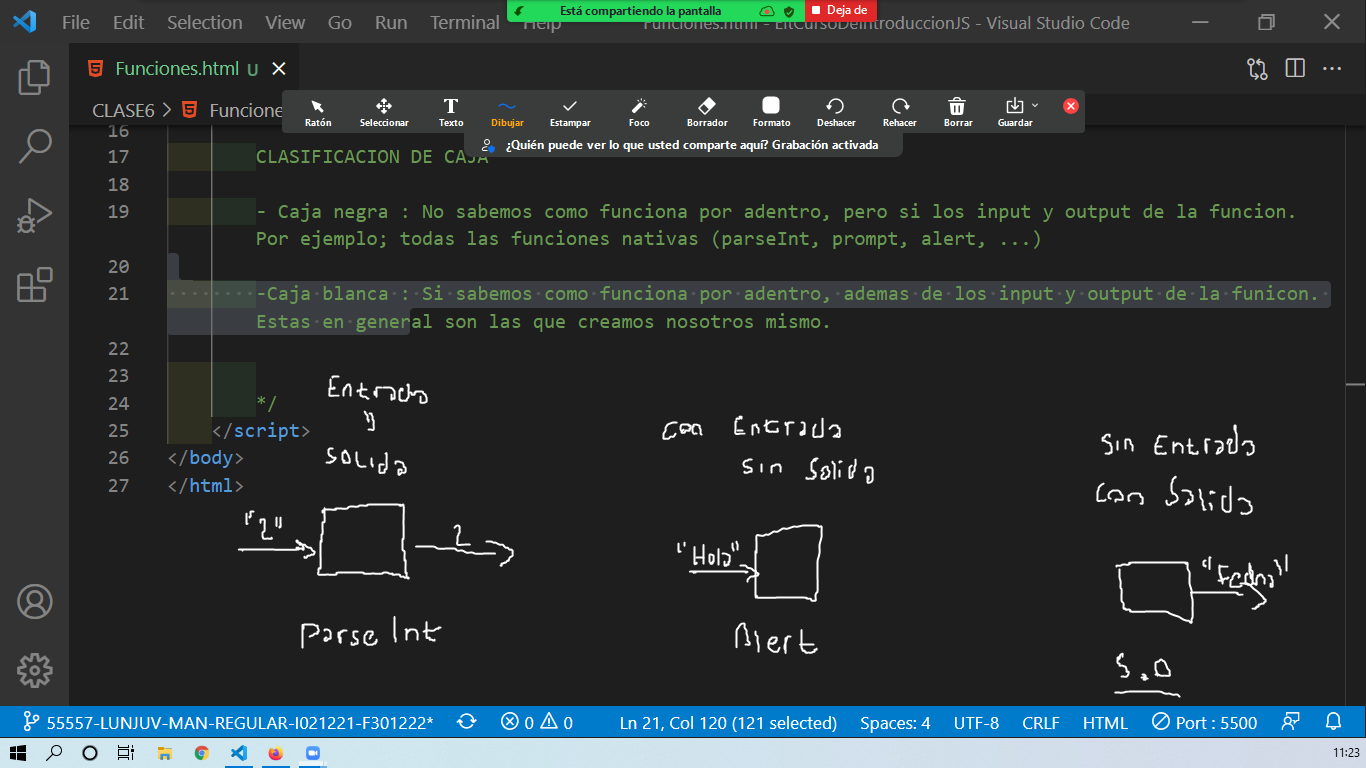 File Edit Selection View Go Run Terminal Help Funciones.html - EitCursoDeIntroduccionJS - Visual Studio Code
Está compartiendo la pantalla Deja de
Funciones.html U
CLASE6 > Funcione
Ratón Seleccionar Texto Dibujar Estampar Foco Borrador Formato Deshacer Rehacer Borrar Guardar
¿Quién puede ver lo que usted comparte aquí? Grabación activada
16
17 CLASIFICACION DE CAJA
18
19 - Caja negra : No sabemos como funciona por adentro, pero si los input y output de la funcion.
Por ejemplo; todas las funciones nativas (parseInt, prompt, alert, ...)
20
21 -Caja blanca : Si sabemos como funciona por adentro, ademas de los input y output de la funicon.
Estas en general son las que creamos nosotros mismo.
22
23
24 */
25 </script>
26 </body>
27 </html>
Entrada
y
SALida
"2" 2
Parse Int
Con Entrada
Sin Salida
"Hola"
Alert
Sin Entrada
Con Salida
"Fecha"
S.O
55557-LUNJUV-MAN-REGULAR-I021221-F301222* 0 0 Ln 21, Col 120 (121 selected) Spaces: 4 UTF-8 CRLF HTML Port : 5500
11:23